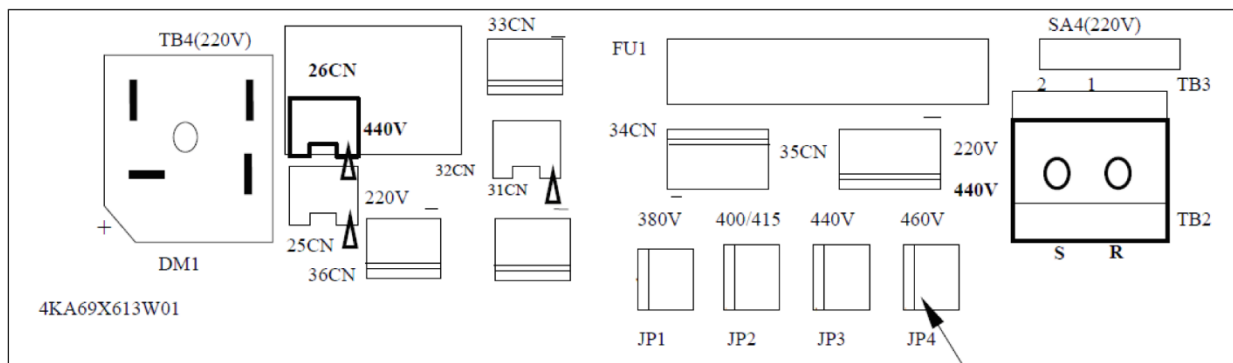 33CN
SA4(220V)
TB4(220V)
FU1
26CN
2 1
TB3
440V
34CN
32CN
35CN
220V
31CN
440V
220V
380V
400/415
440V
460V
TB2
+
25CN
S R
DM1
36CN
4KA69X613W01
JP1
JP2
JP3
JP4